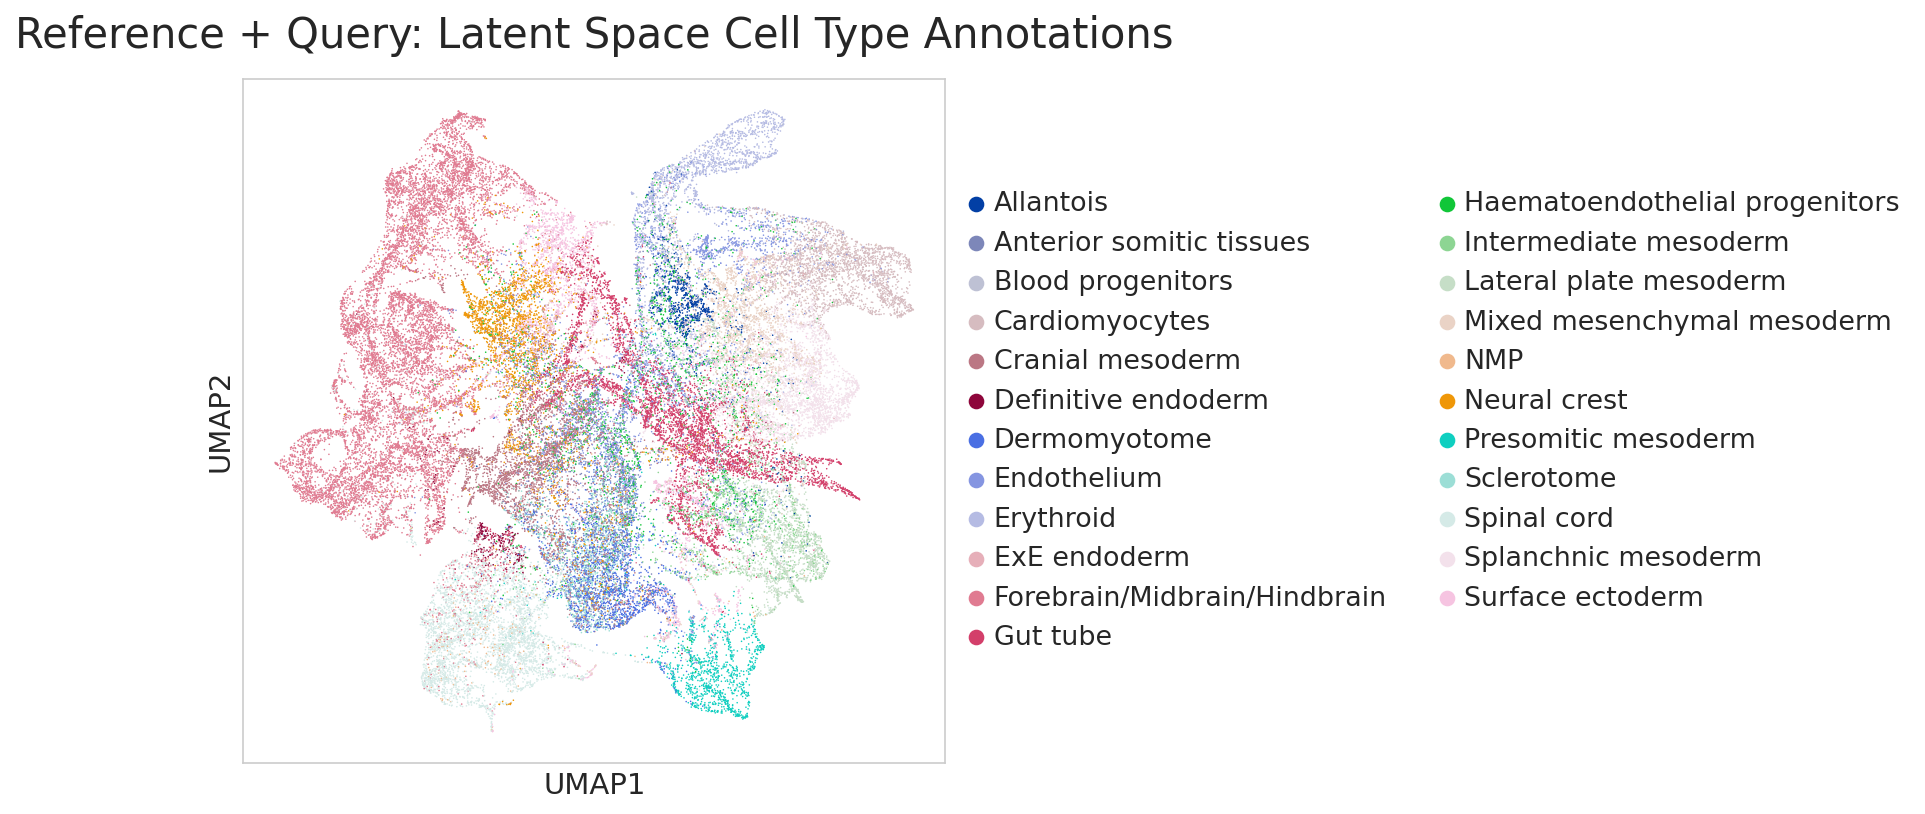 Reference + Query: Latent Space Cell Type Annotations
UMAP2
UMAP1
Allantois
Anterior somitic tissues
Blood progenitors
Cardiomyocytes
Cranial mesoderm
Definitive endoderm
Dermomyotome
Endothelium
Erythroid
ExE endoderm
Forebrain/Midbrain/Hindbrain
Gut tube
Haematoendothelial progenitors
Intermediate mesoderm
Lateral plate mesoderm
Mixed mesenchymal mesoderm
NMP
Neural crest
Presomitic mesoderm
Sclerotome
Spinal cord
Splanchnic mesoderm
Surface ectoderm